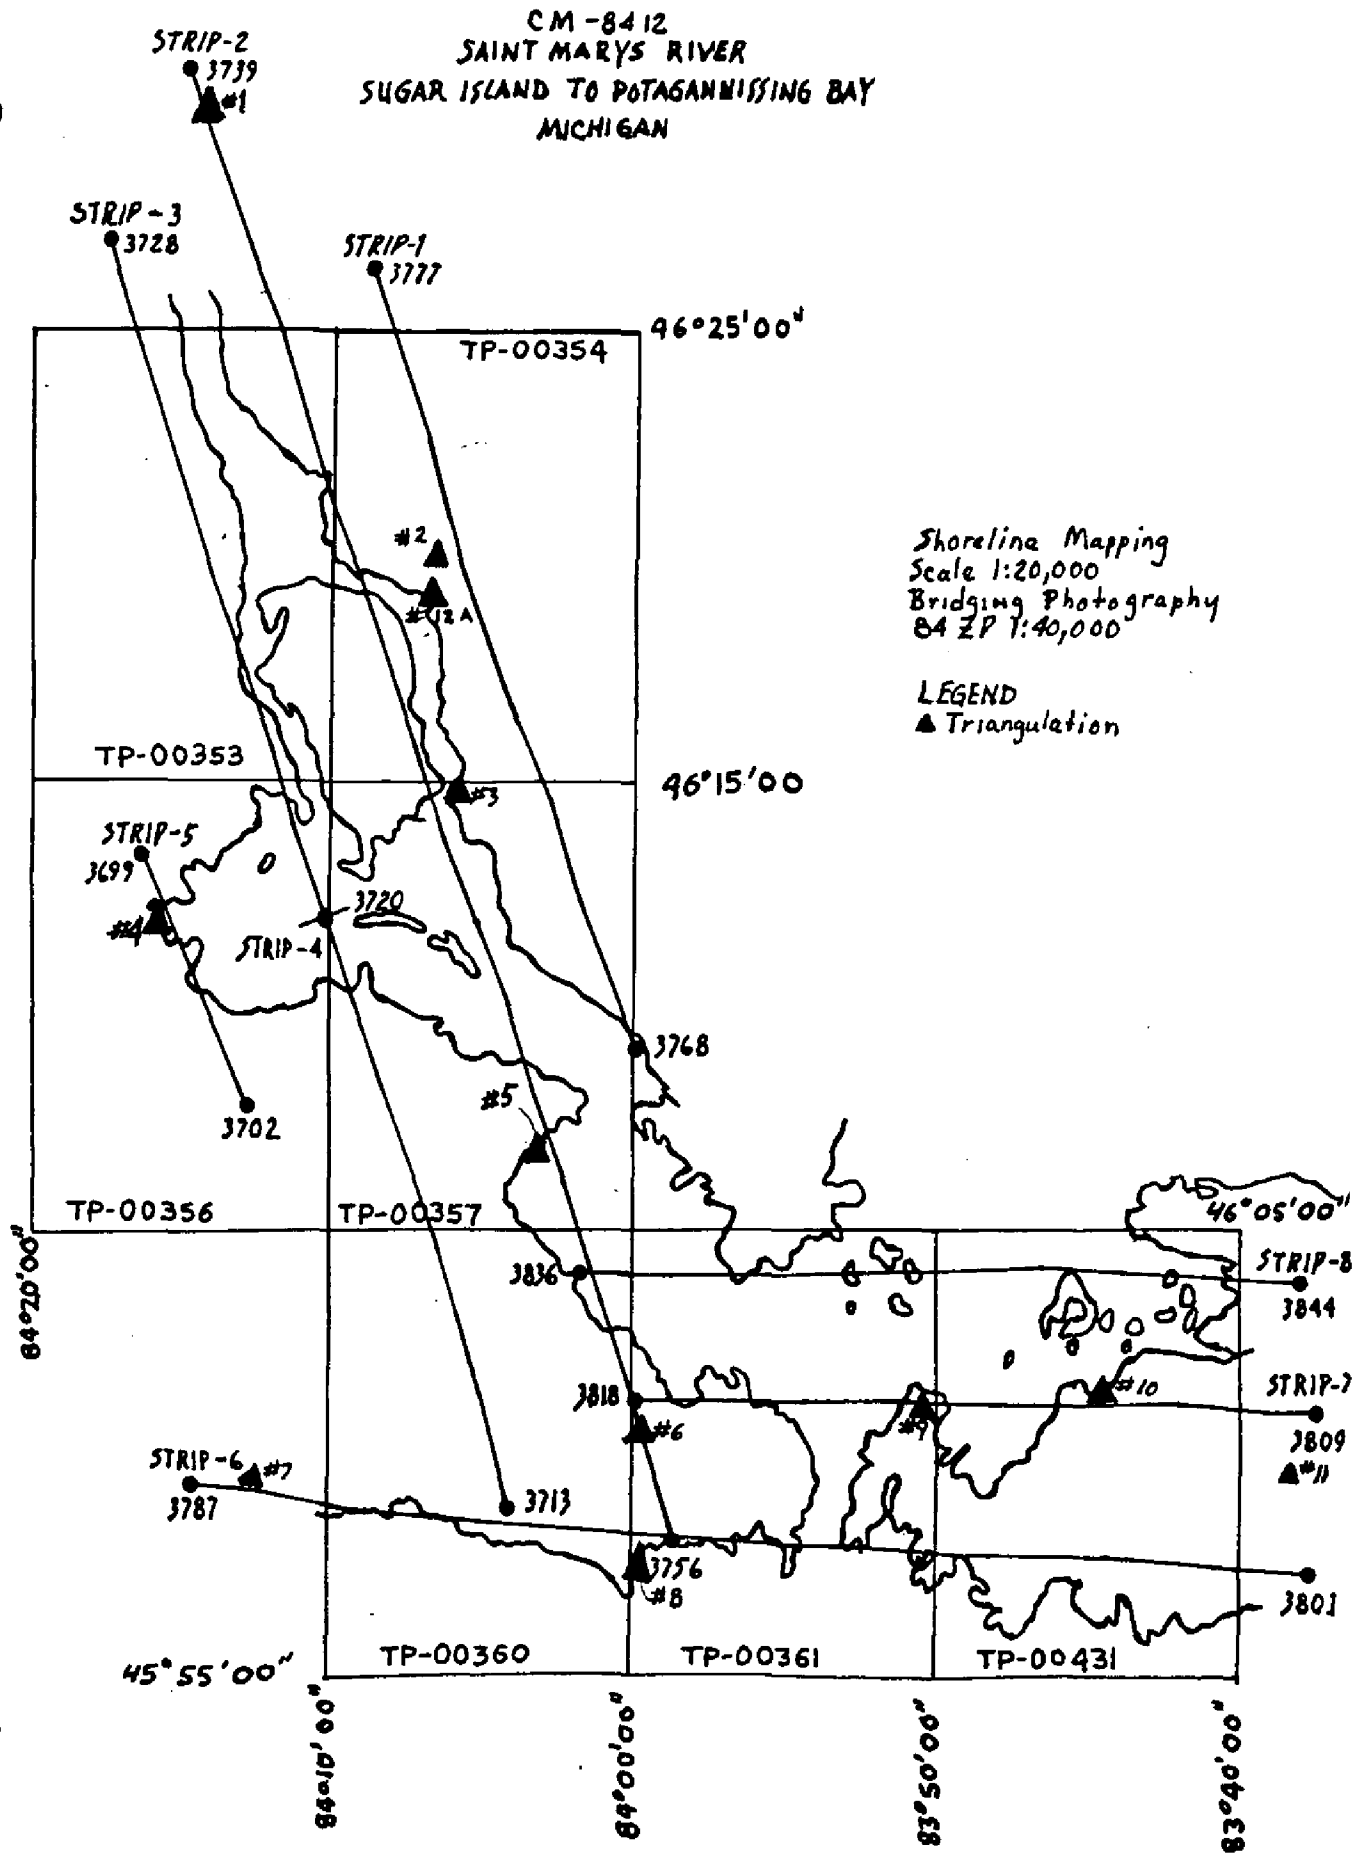 CM-8412
SAINT MARYS RIVER
SUGAR ISLAND TO POTAGANNISSING BAY
MICHIGAN
STRIP-2
3739
#1
STRIP-3
3728
STRIP-1
3777
46°25'00"
TP-00354
#2
#12A
Shoreline Mapping
Scale 1:20,000
Bridging Photography
84 ZP 1:40,000
LEGEND
Triangulation
TP-00353
46°15'00
#3
STRIP-5
3699
#4
3720
STRIP-4
3768
3702
#5
TP-00356
TP-00357
46°05'00"
84°20'00"
3836
STRIP-8
3844
3818
#6
#9
#10
STRIP-7
3809
#11
STRIP-6
#7
3787
3713
3756
#8
3801
45°55'00"
TP-00360
TP-00361
TP-00431
84°10'00"
84°00'00"
83°50'00"
83°40'00"